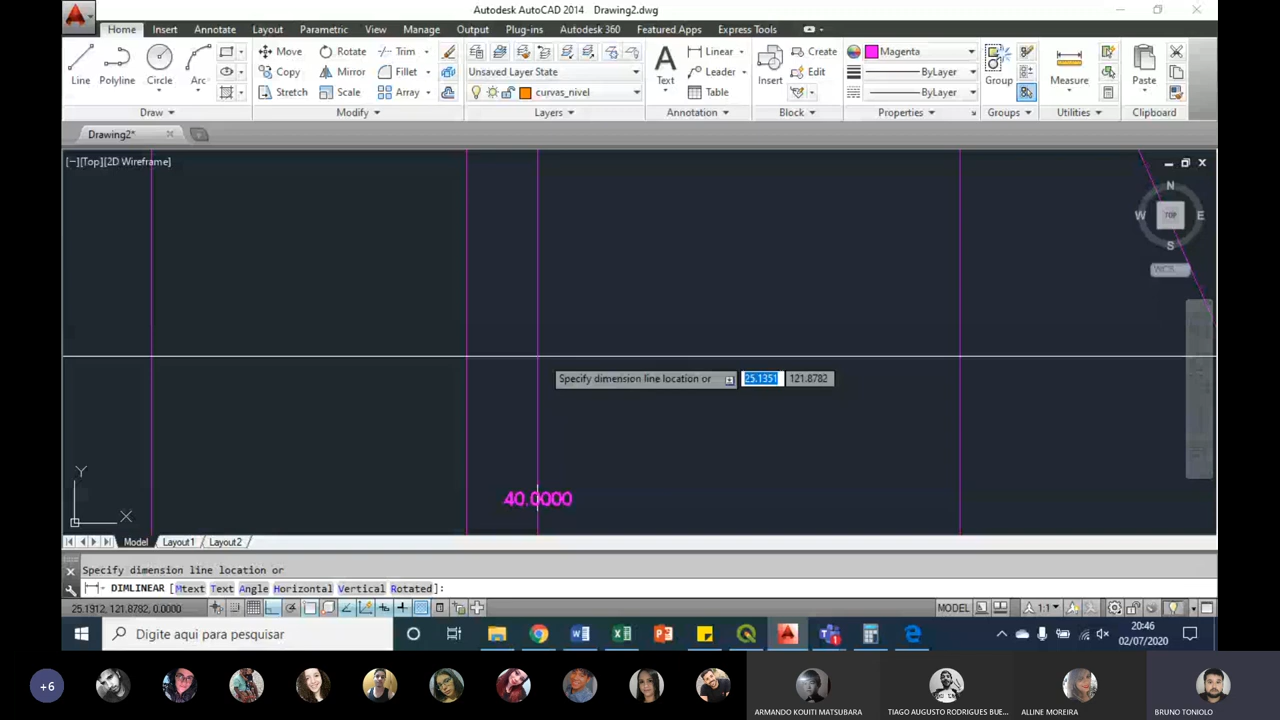 Autodesk AutoCAD 2014 Drawing2.dwg
Home Insert Annotate Layout Parametric View Manage Output Plug-ins Autodesk 360 Featured Apps Express Tools
Line Polyline Circle Arc
Move Rotate Trim
Copy Mirror Fillet
Stretch Scale Array
Unsaved Layer State
curvas_nivel
Text
Linear
Leader
Table
Insert
Create
Edit
Magenta
ByLayer
ByLayer
Group
Measure
Paste
Draw Modify Layers Annotation Block Properties Groups Utilities Clipboard
Drawing2*
[−][Top][2D Wireframe]
N
W TOP E
S
WCS
Specify dimension line location or 25.1351 121.8782
Y
X
40.0000
Model Layout1 Layout2
Specify dimension line location or
DIMLINEAR [Mtext Text Angle Horizontal Vertical Rotated]:
25.1912, 121.8782, 0.0000 MODEL 1:1
Digite aqui para pesquisar
20:46
02/07/2020
+6
ARMANDO KOUITI MATSUBARA TIAGO AUGUSTO RODRIGUES BUE... ALLINE MOREIRA BRUNO TONIOLO